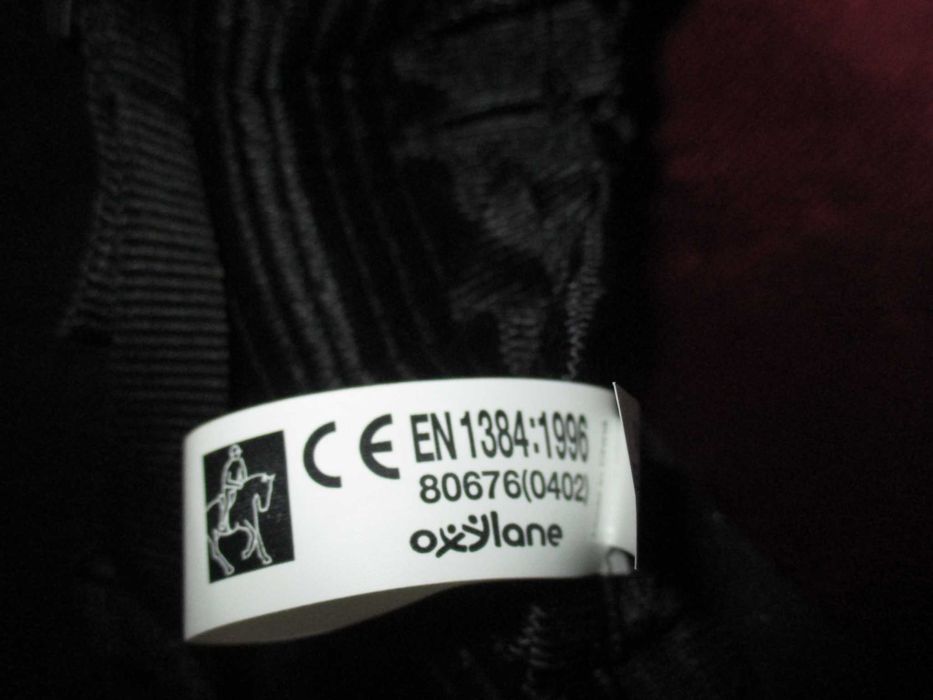 CE EN 1384:1996
80676(0402)
oxylane